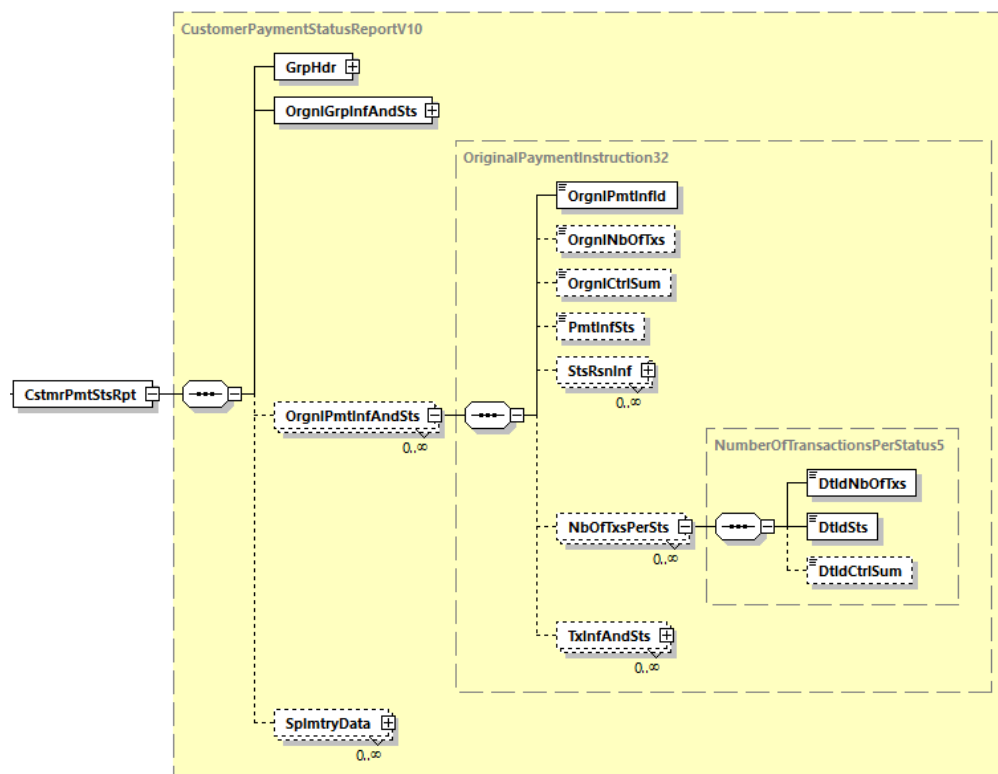 CustomerPaymentStatusReportV10
GrpHdr
OrgnlGrpInfAndSts
OriginalPaymentInstruction32
OrgnlPmtInfId
OrgnlNbOfTxs
OrgnlCtrlSum
PmtInfSts
StsRsnInf
0..∞
CstmrPmtStsRpt
OrgnlPmtInfAndSts
0..∞
NumberOfTransactionsPerStatus5
DtldNbOfTxs
NbOfTxsPerSts
0..∞
DtldSts
DtldCtrlSum
TxInfAndSts
0..∞
SplmtryData
0..∞